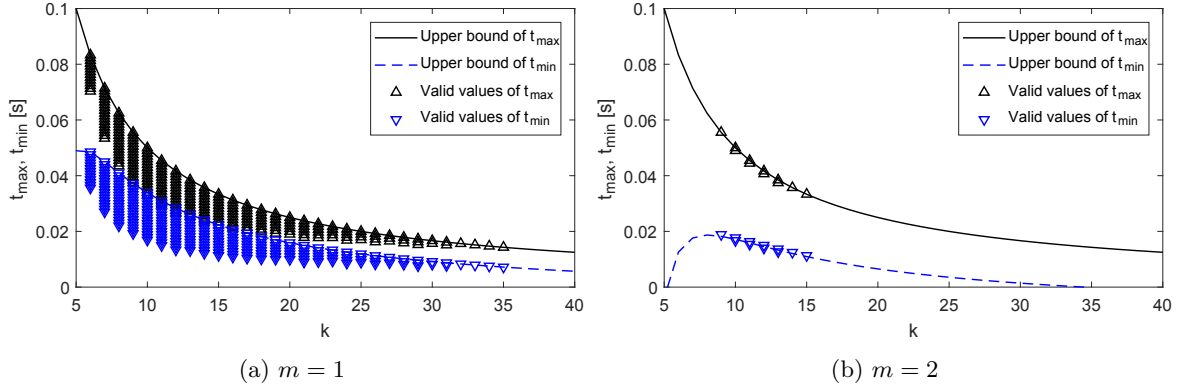 0.1
0.08
0.06
0.04
0.02
0
t_max, t_min [s]
5 10 15 20 25 30 35 40
k
Upper bound of t_max
Upper bound of t_min
Valid values of t_max
Valid values of t_min
(a) m = 1
0.1
0.08
0.06
0.04
0.02
0
t_max, t_min [s]
5 10 15 20 25 30 35 40
k
Upper bound of t_max
Upper bound of t_min
Valid values of t_max
Valid values of t_min
(b) m = 2